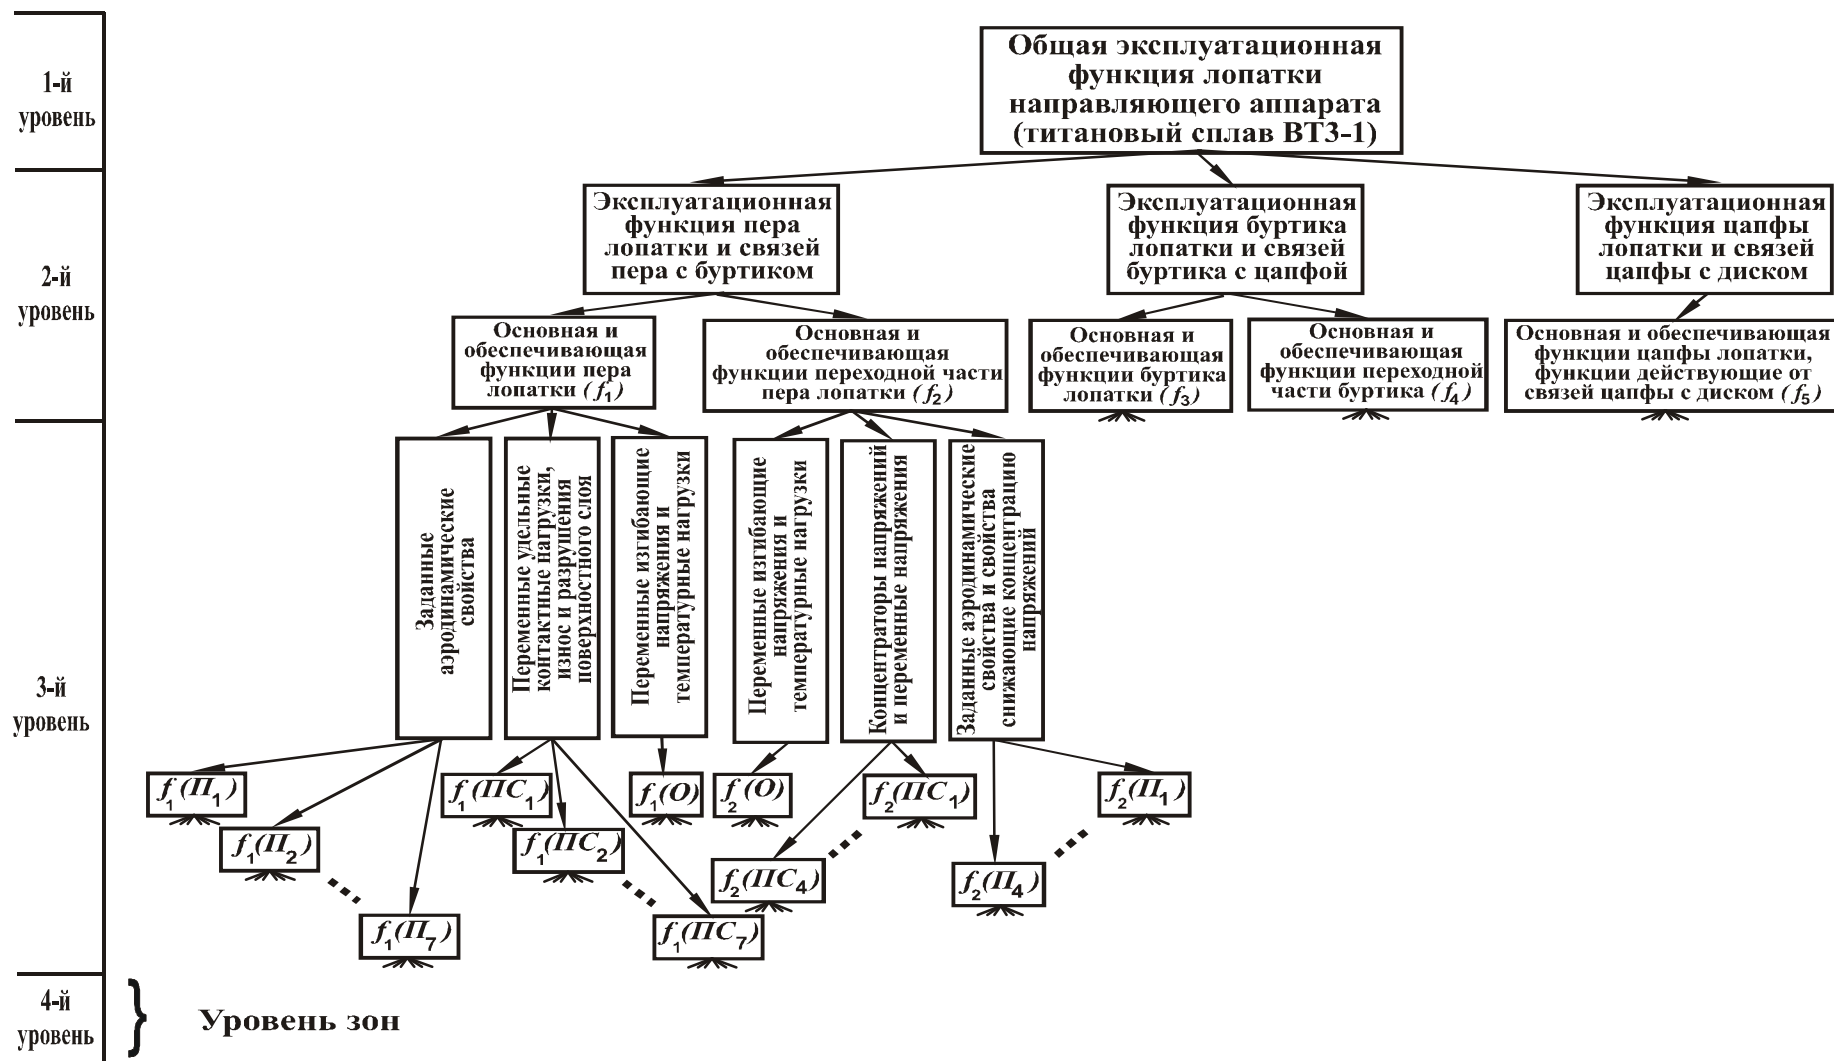 1-й
уровень
Общая эксплуатационная
функция лопатки
направляющего аппарата
(титановый сплав ВТ3-1)
2-й
уровень
Эксплуатационная
функция пера
лопатки и связей
пера с буртиком
Эксплуатационная
функция буртика
лопатки и связей
буртика с цапфой
Эксплуатационная
функция цапфы
лопатки и связей
цапфы с диском
Основная и
обеспечивающая
функции пера
лопатки (f₁)
Основная и
обеспечивающая
функции переходной части
пера лопатки (f₂)
Основная и
обеспечивающая
функции буртика
лопатки (f₃)
Основная и
обеспечивающая
функции переходной
части буртика (f₄)
Основная и обеспечивающая
функции цапфы лопатки,
функции действующие от
связей цапфы с диском (f₅)
3-й
уровень
Заданные
аэродинамические
свойства
Переменные удельные
контактные нагрузки,
износ и разрушения
поверхностного слоя
Переменные изгибающие
напряжения и
температурные нагрузки
Переменные изгибающие
напряжения и
температурные нагрузки
Концентраторы напряжений
и переменные напряжения
Заданные аэродинамические
свойства и свойства
снижающие концентрацию
напряжений
f₁(П₁)
f₁(ПС₁)
f₁(О)
f₂(О)
f₂(ПС₁)
f₂(П₁)
f₁(П₂)
f₁(ПС₂)
f₂(ПС₄)
f₂(П₄)
f₁(П₇)
f₁(ПС₇)
4-й
уровень
Уровень зон